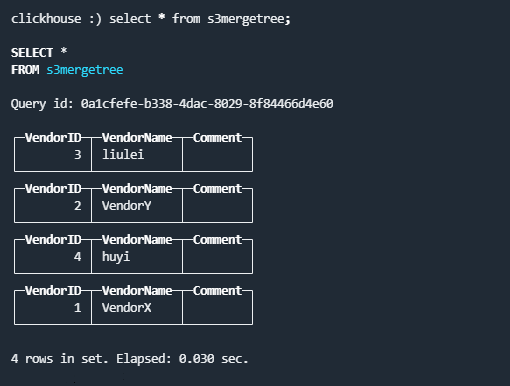 clickhouse :) select * from s3mergetree;
SELECT *
FROM s3mergetree
Query id: 0a1cfefe-b338-4dac-8029-8f84466d4e60
VendorID VendorName Comment
3 liulei
VendorID VendorName Comment
2 VendorY
VendorID VendorName Comment
4 huyi
VendorID VendorName Comment
1 VendorX
4 rows in set. Elapsed: 0.030 sec.